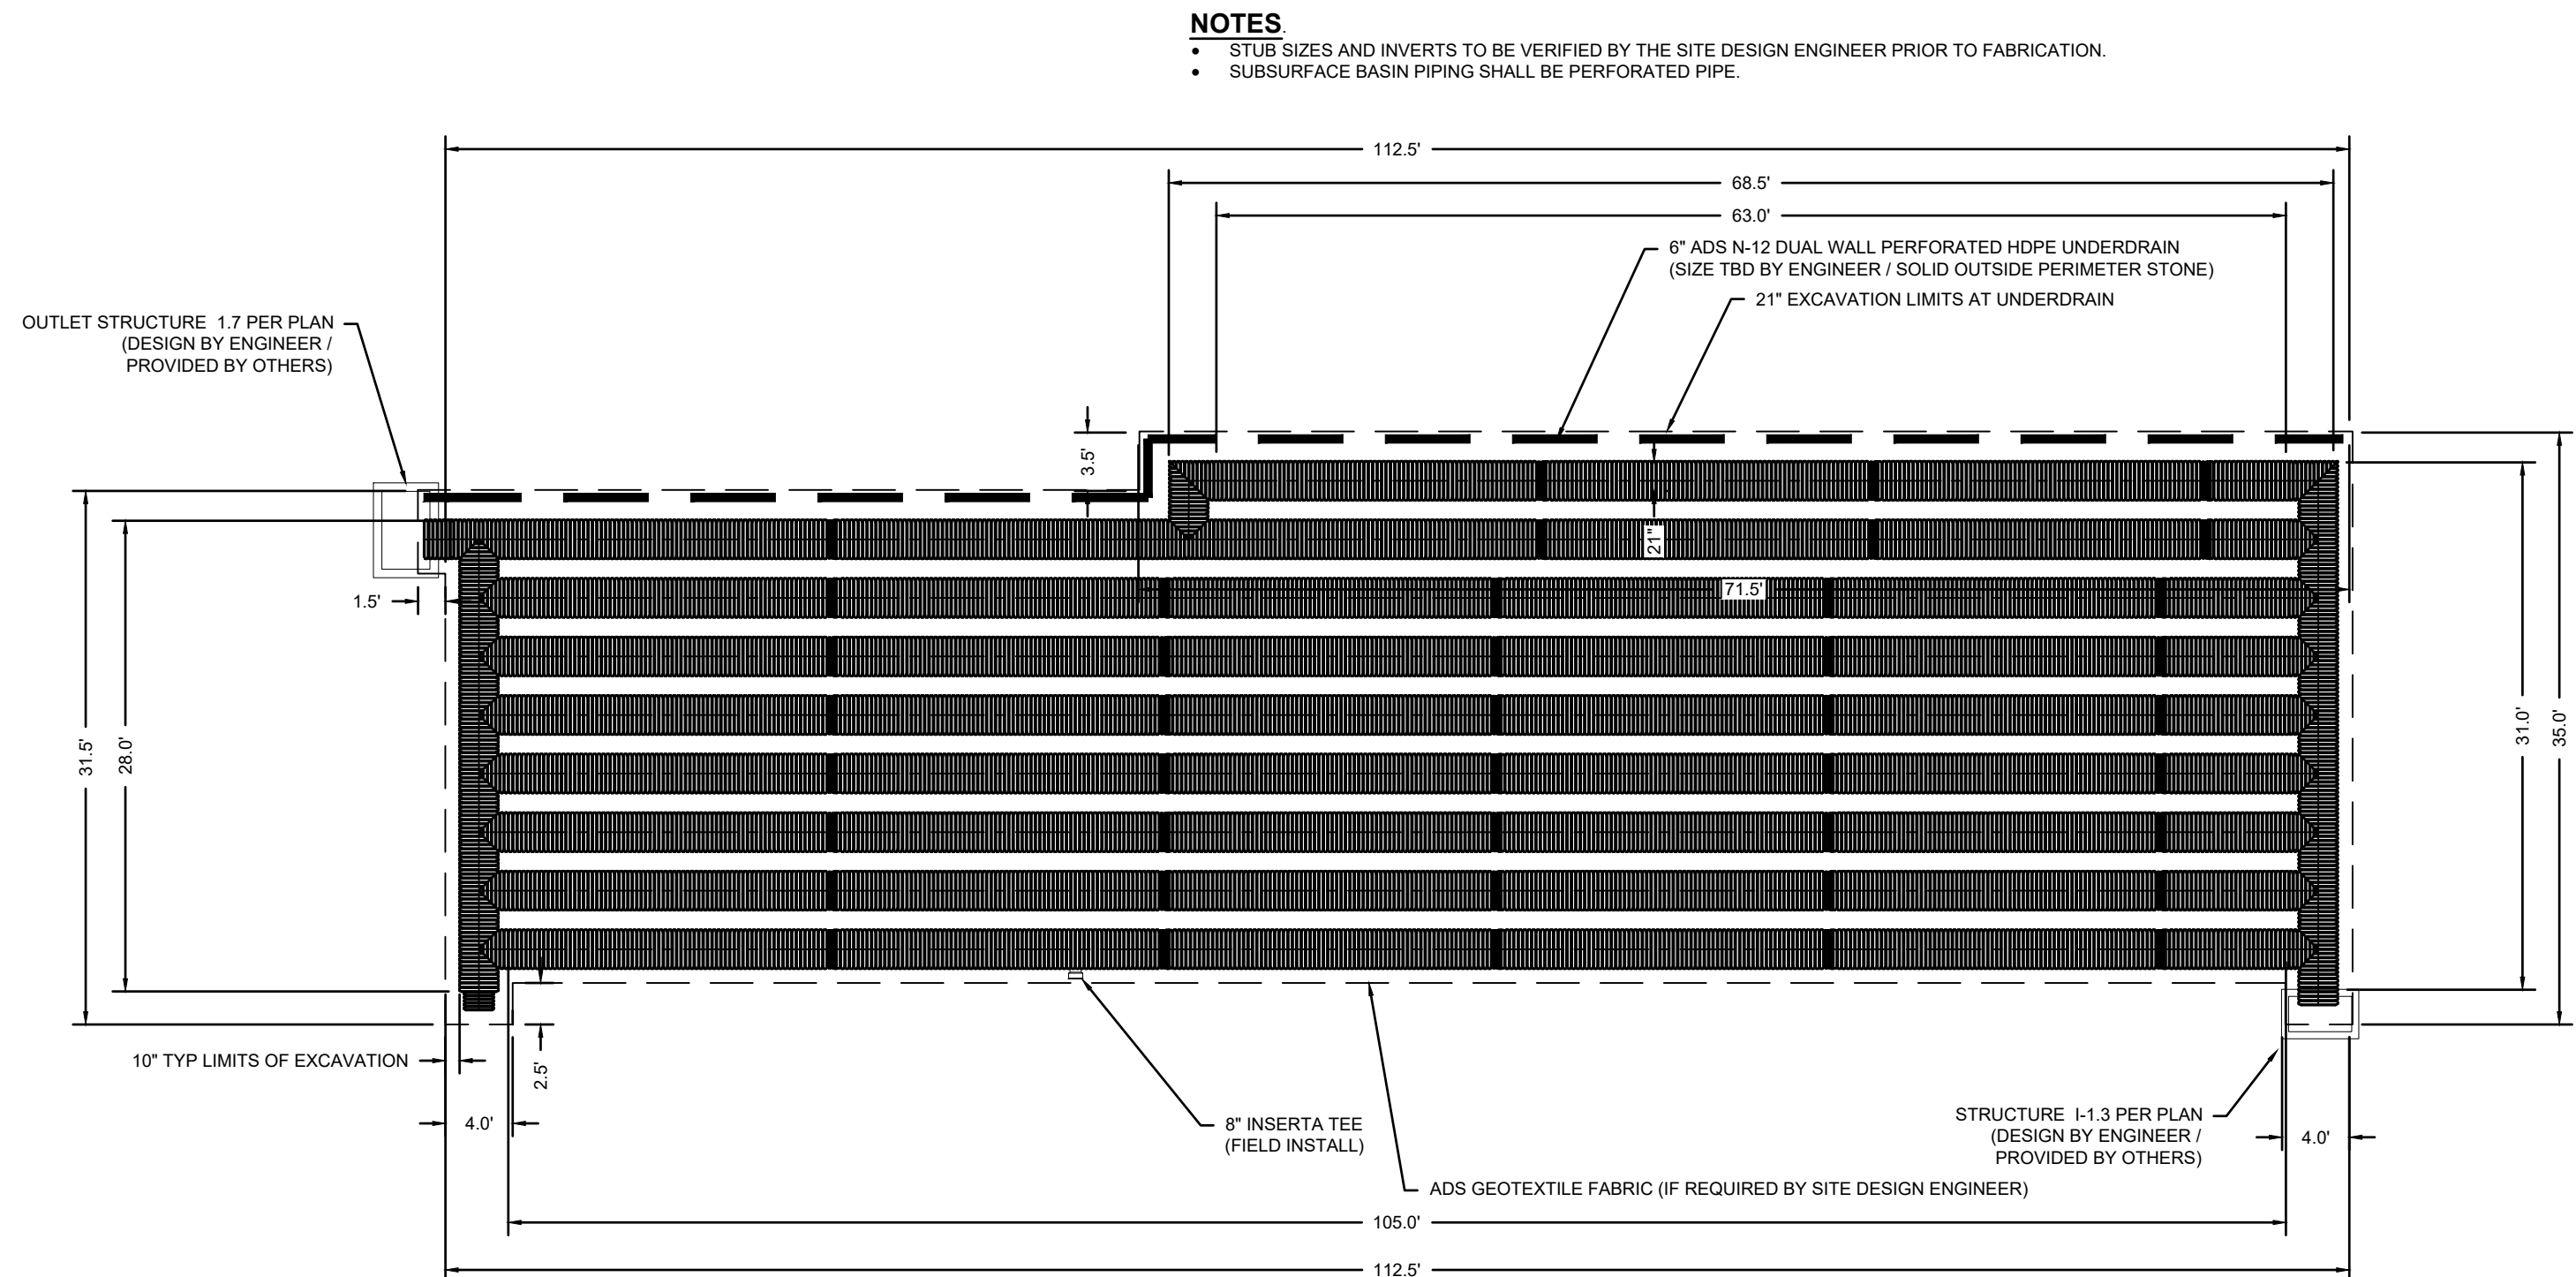 NOTES.
• STUB SIZES AND INVERTS TO BE VERIFIED BY THE SITE DESIGN ENGINEER PRIOR TO FABRICATION.
• SUBSURFACE BASIN PIPING SHALL BE PERFORATED PIPE.
112.5'
68.5'
63.0'
6" ADS N-12 DUAL WALL PERFORATED HDPE UNDERDRAIN
(SIZE TBD BY ENGINEER / SOLID OUTSIDE PERIMETER STONE)
21" EXCAVATION LIMITS AT UNDERDRAIN
OUTLET STRUCTURE 1.7 PER PLAN
(DESIGN BY ENGINEER /
PROVIDED BY OTHERS)
3.5'
21"
71.5'
1.5'
31.5'
28.0'
31.0'
35.0'
10" TYP LIMITS OF EXCAVATION
2.5'
4.0'
8" INSERTA TEE
(FIELD INSTALL)
STRUCTURE I-1.3 PER PLAN
(DESIGN BY ENGINEER /
PROVIDED BY OTHERS)
4.0'
ADS GEOTEXTILE FABRIC (IF REQUIRED BY SITE DESIGN ENGINEER)
105.0'
112.5'